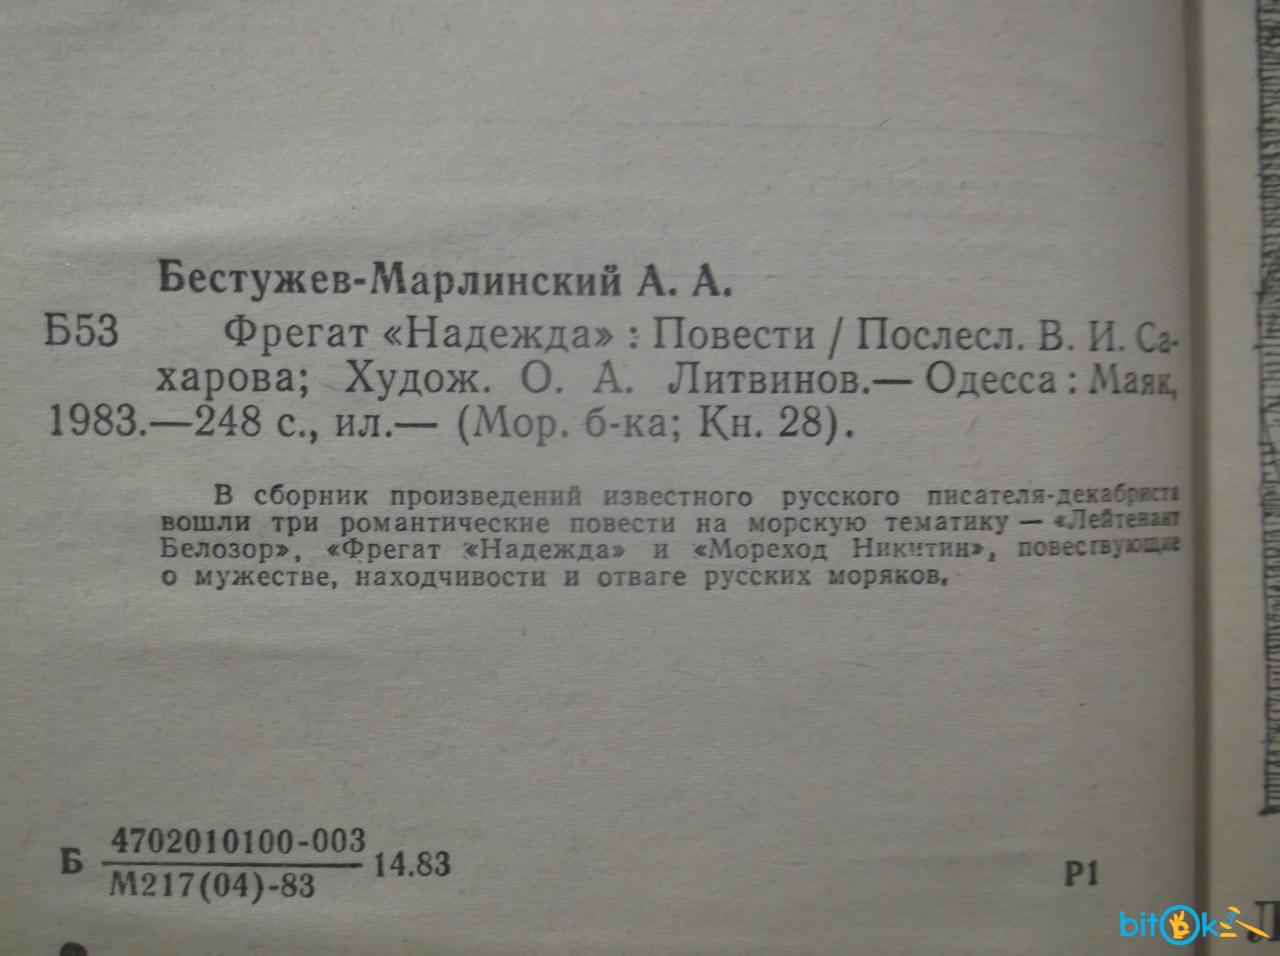 Бестужев-Марлинский А. А.
Б53 Фрегат «Надежда» : Повести / Послесл. В. И. Са-
харова; Худож. О. А. Литвинов.— Одесса : Маяк,
1983.—248 с., ил.— (Мор. б-ка; Кн. 28).
В сборник произведений известного русского писателя-декабриста
вошли три романтические повести на морскую тематику — «Лейтенант
Белозор», «Фрегат «Надежда» и «Мореход Никитин», повествующие
о мужестве, находчивости и отваге русских моряков.
4702010100-003
Б 14.83
М217(04)-83
Р1
bitOk